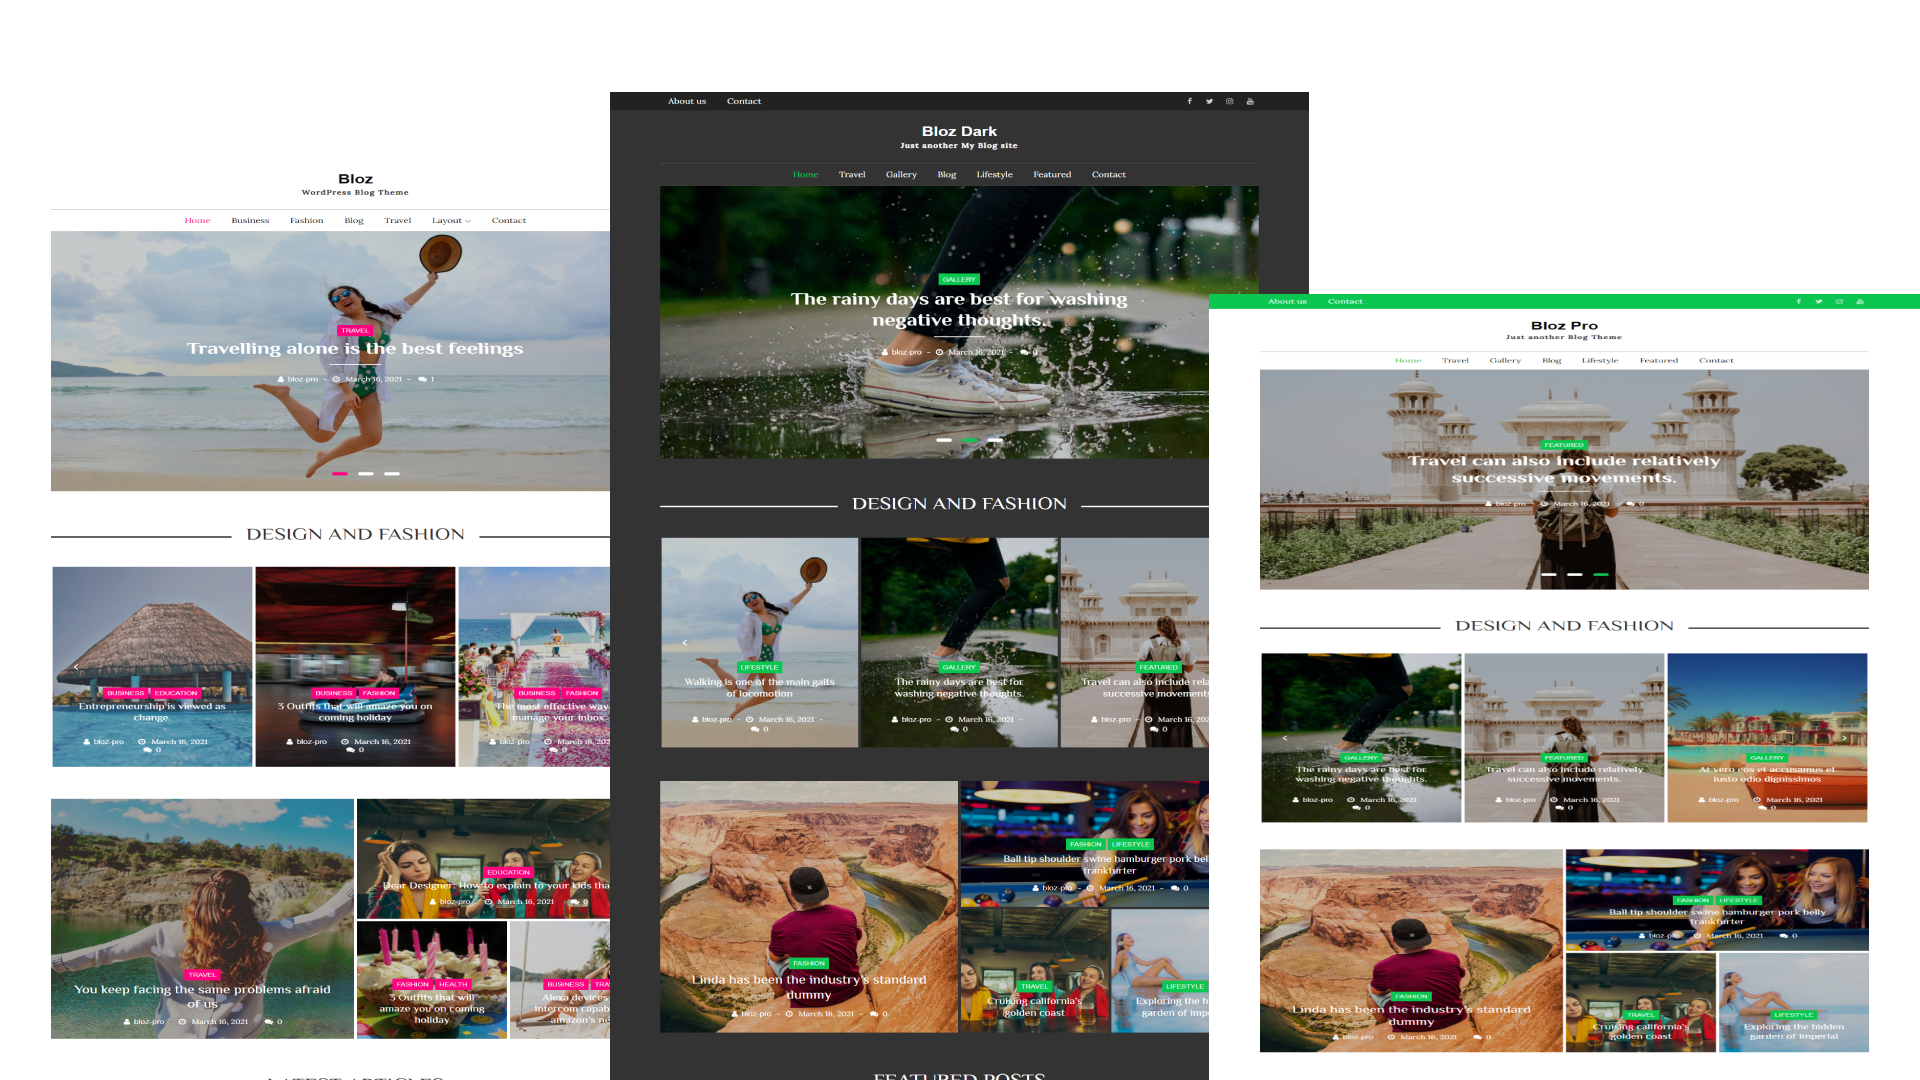 Bloz
WordPress Blog Theme
Home Business Fashion Blog Travel Layout Contact
TRAVEL
Travelling alone is the best feelings
bloz-pro - March 16, 2021 - 1
DESIGN AND FASHION
BUSINESS EDUCATION
Entrepreneurship is viewed as
change.
bloz-pro March 16, 2021
0
BUSINESS FASHION
3 Outfits that will amaze you on
coming holiday
bloz-pro March 16, 2021
0
BUSINESS FASHION
The most effective way
manage your inbox
bloz-pro March 16, 202
0
TRAVEL
You keep facing the same problems afraid
of us
bloz-pro March 16, 2021 0
EDUCATION
Dear Designer: How to explain to your kids tha
bloz-pro March 16, 2021 - 0
FASHION HEALTH
3 Outfits that will
amaze you on coming
holiday
BUSINESS TRA
Alexa devices
intercom capab
amazon's ne
LATEST ARTICLES
About us Contact
Bloz Dark
Just another My Blog site
Home Travel Gallery Blog Lifestyle Featured Contact
GALLERY
The rainy days are best for washing
negative thoughts.
bloz-pro - March 16, 2021 - 0
DESIGN AND FASHION
LIFESTYLE
Walking is one of the main gaits
of locomotion
bloz-pro - March 16, 2021 -
0
GALLERY
The rainy days are best for
washing negative thoughts.
bloz-pro - March 16, 2021 -
0
FEATURED
Travel can also include rela
successive movements
bloz-pro - March 16, 202
0
FASHION
Linda has been the industry's standard
dummy
bloz-pro - March 16, 2021 - 0
FASHION LIFESTYLE
Ball tip shoulder swine hamburger pork bel
frankfurter
bloz-pro - March 16, 2021 - 0
TRAVEL
Cruising california's
golden coast
LIFESTYLE
Exploring the h
garden of imp
FEATURED POSTS
About us Contact
Bloz Pro
Just another Blog Theme
Home Travel Gallery Blog Lifestyle Featured Contact
FEATURED
Travel can also include relatively
successive movements.
bloz-pro March 16, 2021 0
DESIGN AND FASHION
GALLERY
The rainy days are best for
washing negative thoughts.
bloz-pro March 16, 2021
0
FEATURED
Travel can also include relatively
successive movements.
bloz-pro March 16, 2021
0
GALLERY
At vero eos et accusamus et
iusto odio dignissimos
bloz-pro March 16, 2021
0
FASHION
Linda has been the industry's standard
dummy
bloz-pro March 16, 2021 0
FASHION LIFESTYLE
Ball tip shoulder swine hamburger pork belly
frankfurter
bloz-pro March 16, 2021 0
TRAVEL
Cruising california's
golden coast
LIFESTYLE
Exploring the hidden
garden of imperial